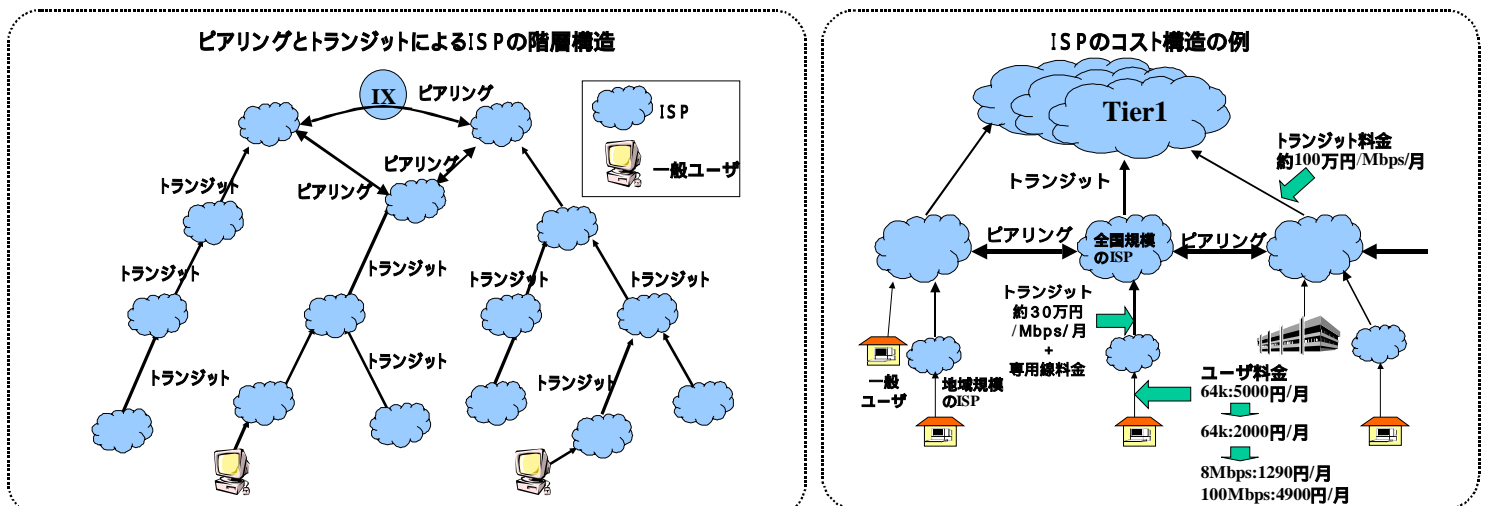 ピアリングとトランジットによるISPの階層構造
IX
ピアリング
ISP
一般ユーザ
ピアリング
ピアリング
トランジット
トランジット
トランジット
トランジット
トランジット
トランジット
トランジット
トランジット
ISPのコスト構造の例
Tier1
トランジット料金
約100万円/Mbps/月
トランジット
ピアリング
全国規模
のISP
ピアリング
トランジット
約30万円
/Mbps/月
+
専用線料金
一般
ユーザ
地域規模
のISP
ユーザ料金
64k:5000円/月
64k:2000円/月
8Mbps:1290円/月
100Mbps:4900円/月